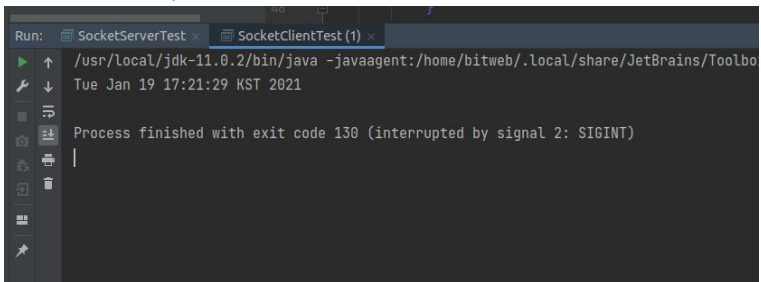 48
Run: SocketServerTest × SocketClientTest (1) ×
/usr/local/jdk-11.0.2/bin/java -javaagent:/home/bitweb/.local/share/JetBrains/Toolbo
Tue Jan 19 17:21:29 KST 2021
Process finished with exit code 130 (interrupted by signal 2: SIGINT)